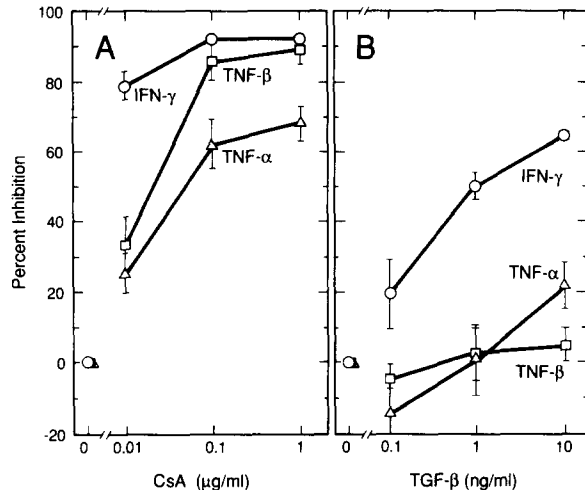 Percent Inhibition
100
80
60
40
20
0
-20
A
IFN-γ
TNF-β
TNF-α
0
0.01
0.1
1
CsA (μg/ml)
B
IFN-γ
TNF-α
TNF-β
0
0.1
1
10
TGF-β (ng/ml)